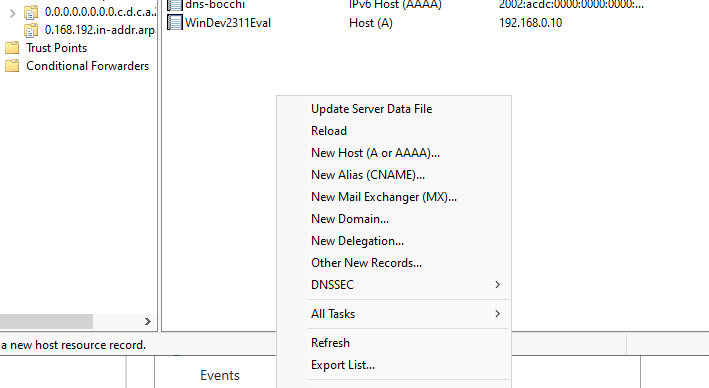 dns-bocchi IPv6 Host (AAAA) 2002:acdc:0000:0000:0000:...
0.0.0.0.0.0.0.0.c.d.c.a.2
WinDev2311Eval Host (A) 192.168.0.10
0.168.192.in-addr.arp
Trust Points
Conditional Forwarders
Update Server Data File
Reload
New Host (A or AAAA)...
New Alias (CNAME)...
New Mail Exchanger (MX)...
New Domain...
New Delegation...
Other New Records...
DNSSEC
All Tasks
Refresh
a new host resource record.
Export List...
Events